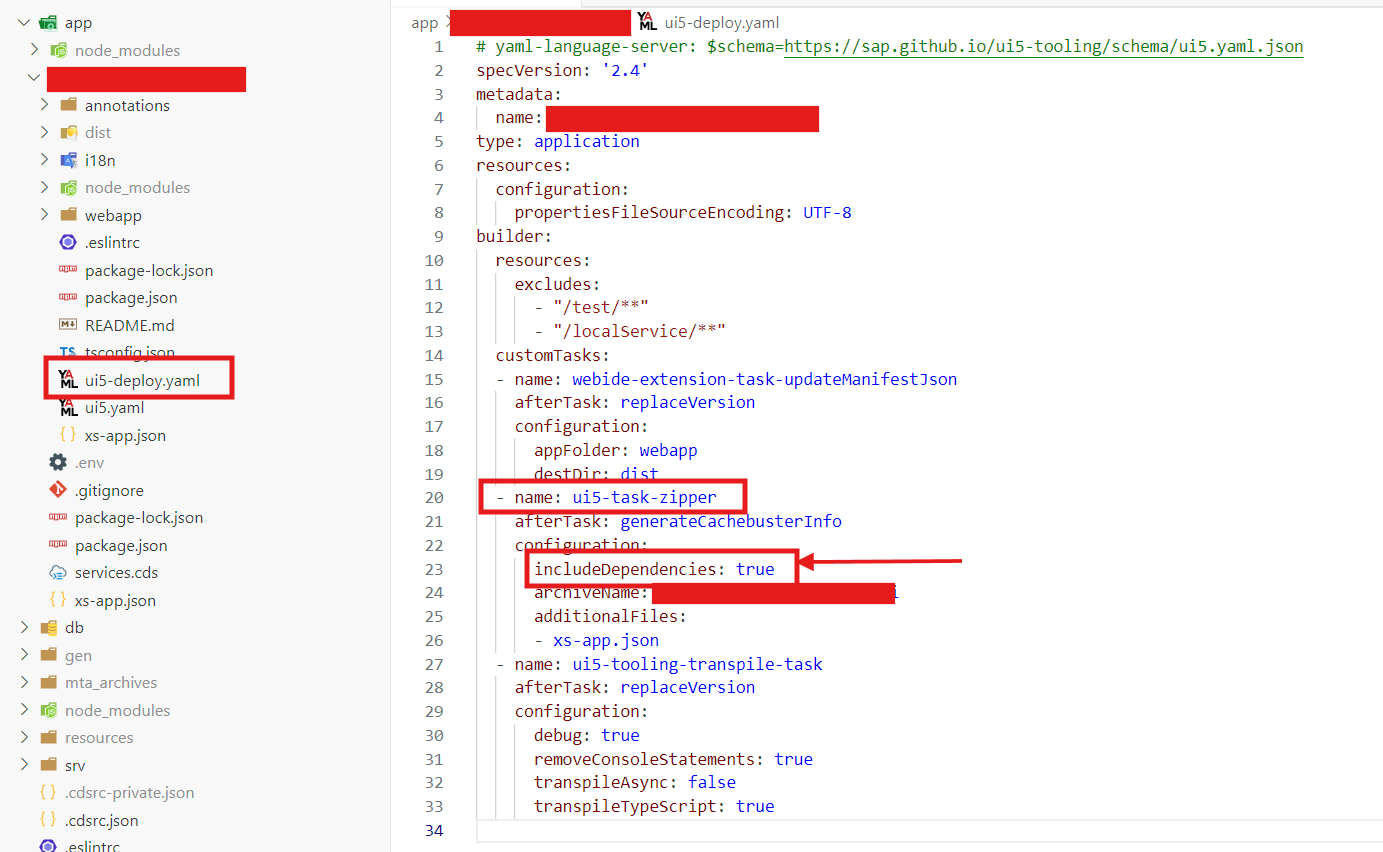 app
node_modules
annotations
dist
i18n
node_modules
webapp
.eslintrc
package-lock.json
package.json
README.md
TS tsconfig.json
YAML ui5-deploy.yaml
YAML ui5.yaml
{} xs-app.json
.env
.gitignore
package-lock.json
package.json
services.cds
{} xs-app.json
db
gen
mta_archives
node_modules
resources
srv
{} .cdsrc-private.json
{} .cdsrc.json
.eslintrc
app > YAML ui5-deploy.yaml
1 # yaml-language-server: $schema=https://sap.github.io/ui5-tooling/schema/ui5.yaml.json
2 specVersion: '2.4'
3 metadata:
4 name:
5 type: application
6 resources:
7 configuration:
8 propertiesFileSourceEncoding: UTF-8
9 builder:
10 resources:
11 excludes:
12 - "/test/**"
13 - "/localService/**"
14 customTasks:
15 - name: webide-extension-task-updateManifestJson
16 afterTask: replaceVersion
17 configuration:
18 appFolder: webapp
19 destDir: dist
20 - name: ui5-task-zipper
21 afterTask: generateCachebusterInfo
22 configuration:
23 includeDependencies: true
24 archiveName:
25 additionalFiles:
26 - xs-app.json
27 - name: ui5-tooling-transpile-task
28 afterTask: replaceVersion
29 configuration:
30 debug: true
31 removeConsoleStatements: true
32 transpileAsync: false
33 transpileTypeScript: true
34